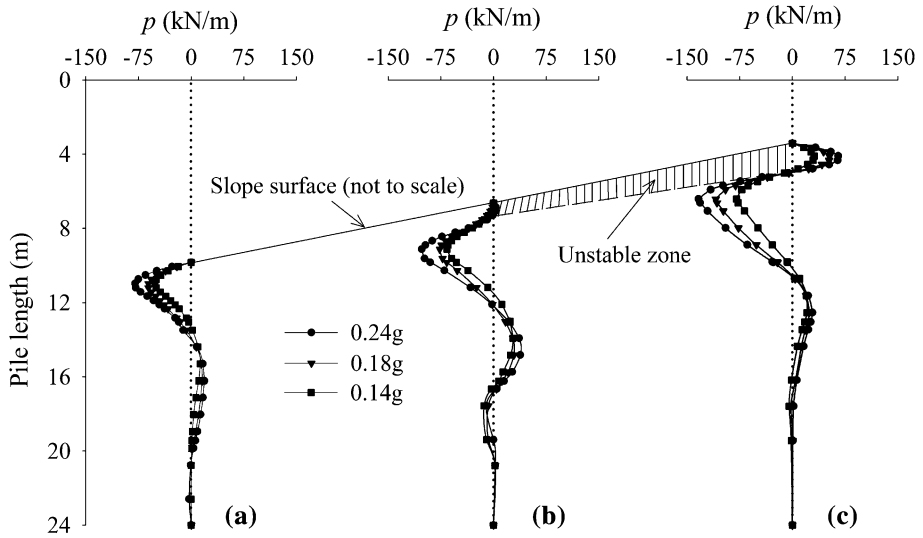 p (kN/m) p (kN/m) p (kN/m)
-150 -75 0 75 150 -150 -75 0 75 150 -150 -75 0 75 150
0
4
8
12
16
20
24
Pile length (m)
Slope surface (not to scale)
Unstable zone
0.24g
0.18g
0.14g
(a) (b) (c)